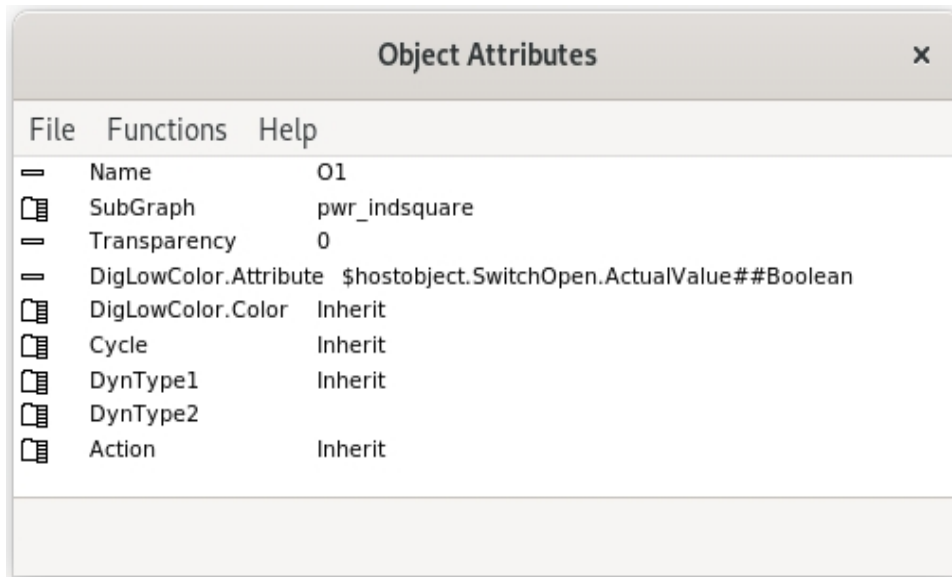 Object Attributes ×
File Functions Help
Name O1
SubGraph pwr_indsquare
Transparency 0
DigLowColor.Attribute $hostobject.SwitchOpen.ActualValue##Boolean
DigLowColor.Color Inherit
Cycle Inherit
DynType1 Inherit
DynType2
Action Inherit